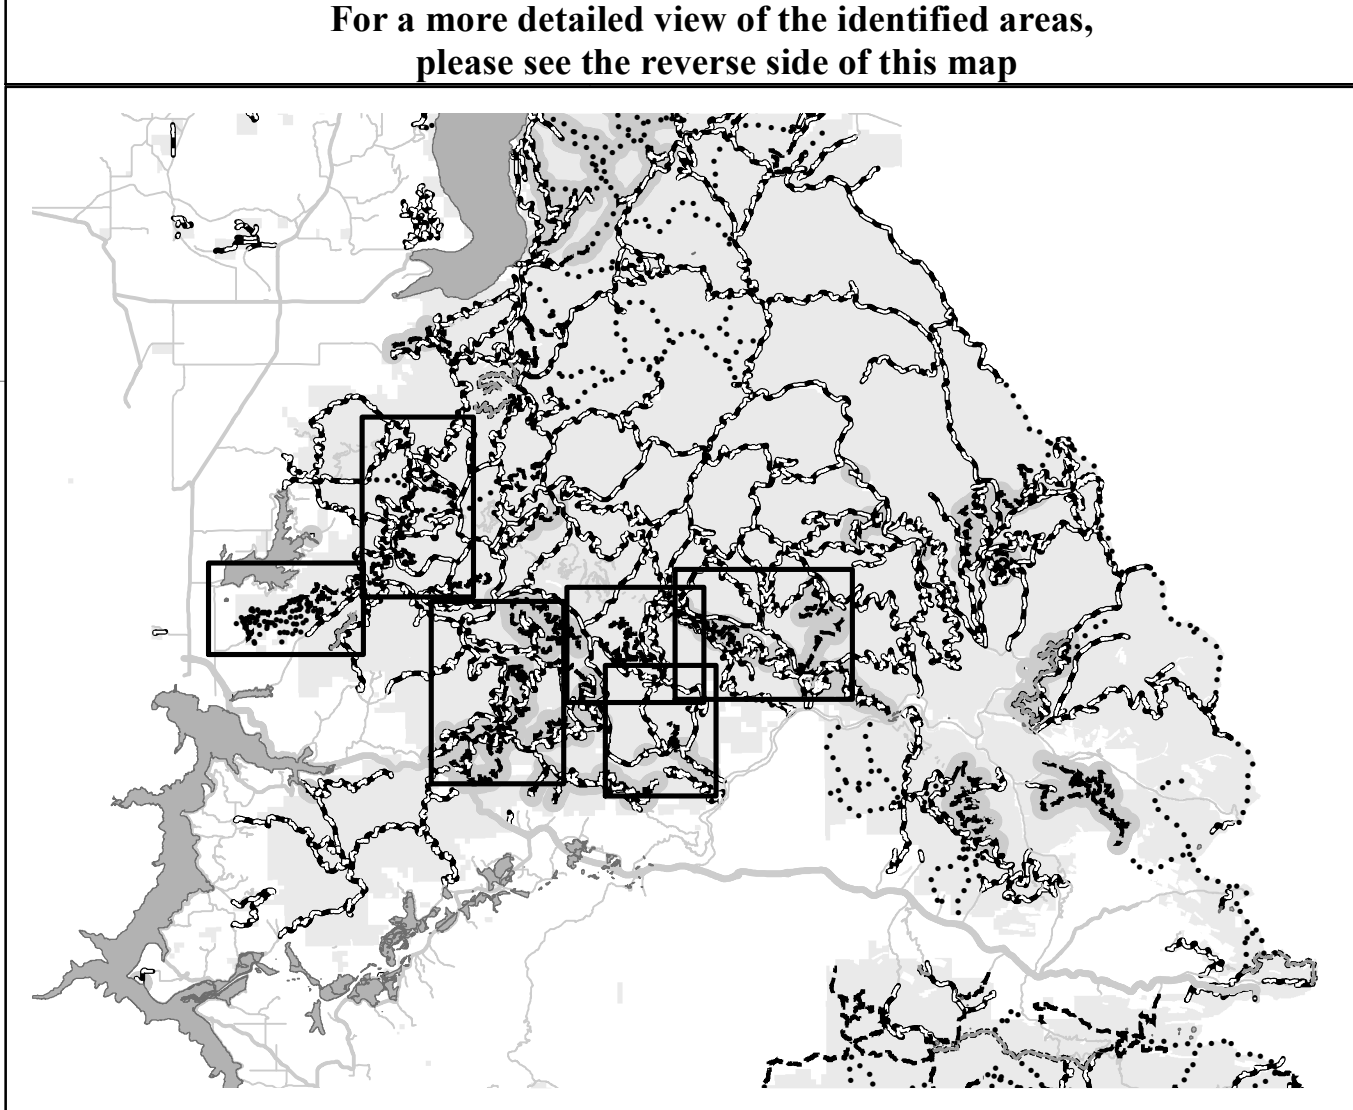 For a more detailed view of the identified areas,
please see the reverse side of this map